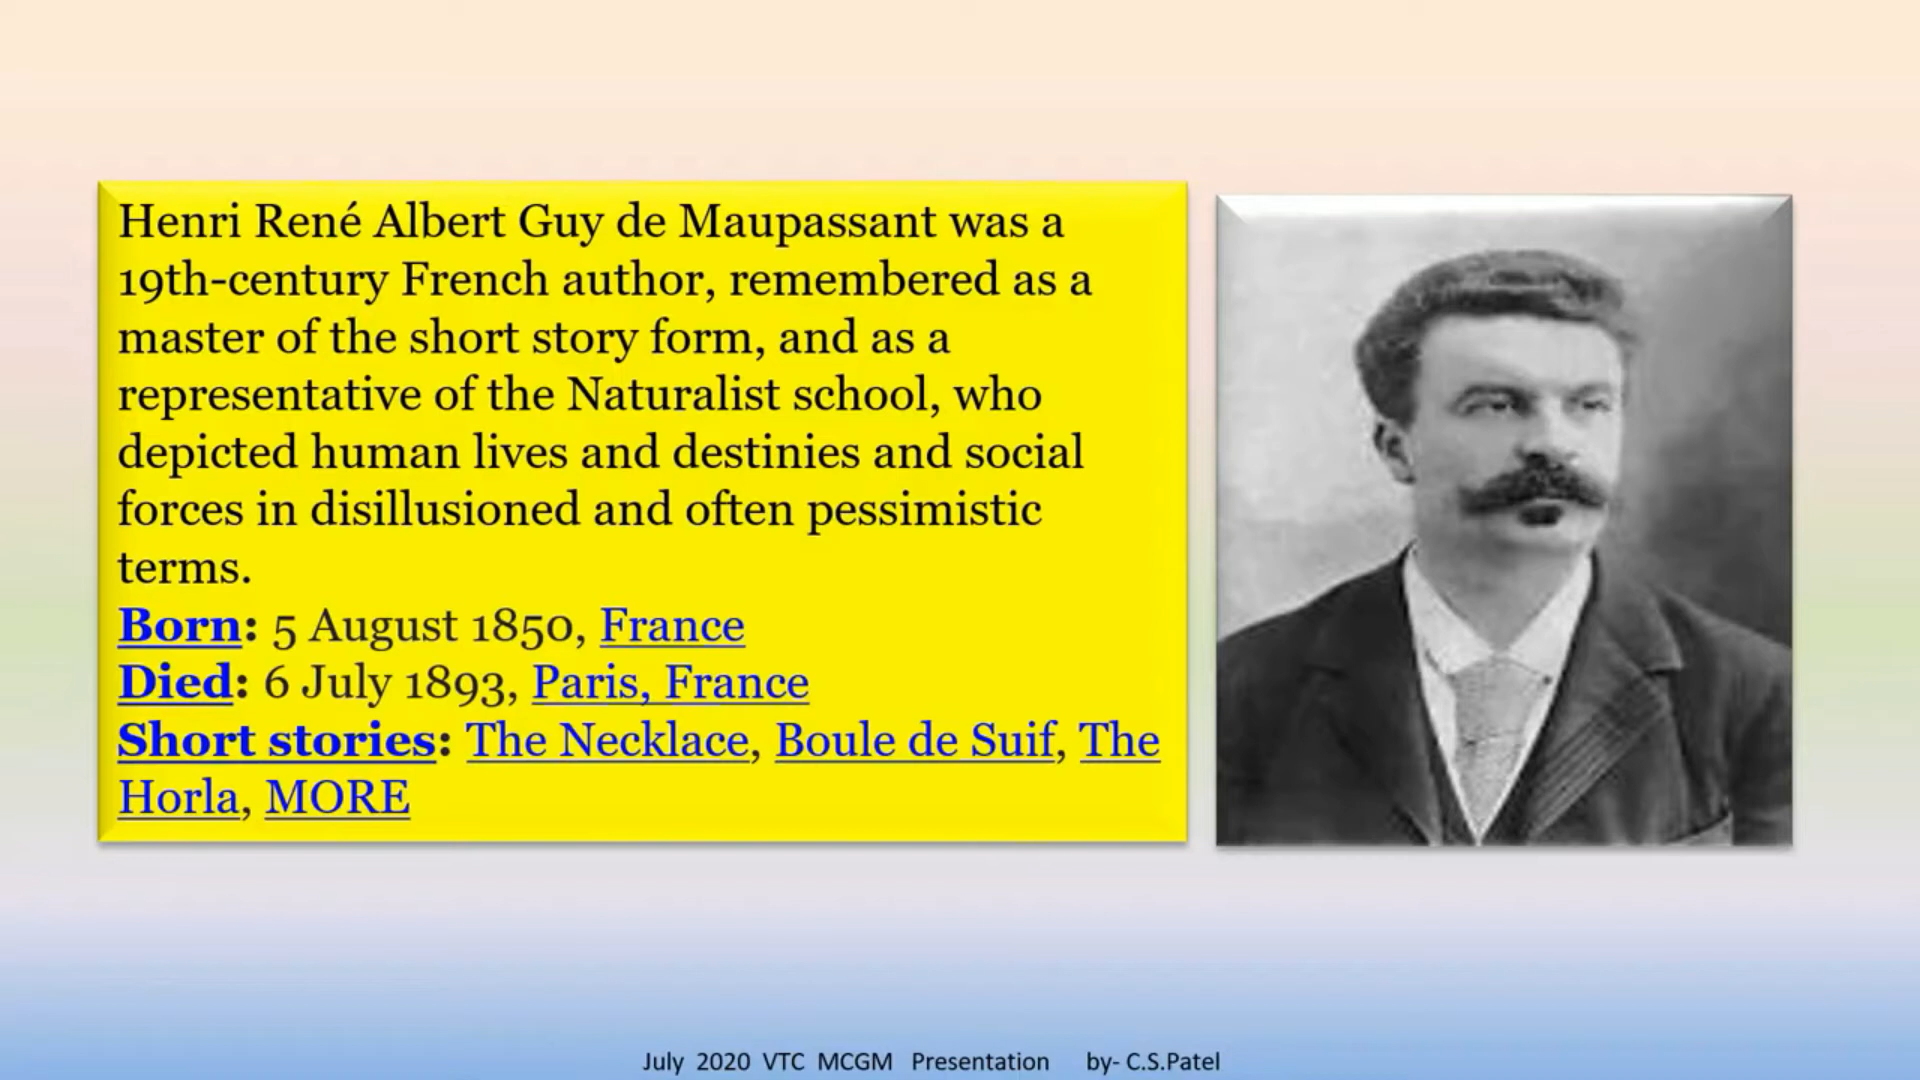 Henri René Albert Guy de Maupassant was a
19th-century French author, remembered as a
master of the short story form, and as a
representative of the Naturalist school, who
depicted human lives and destinies and social
forces in disillusioned and often pessimistic
terms.
Born: 5 August 1850, France
Died: 6 July 1893, Paris, France
Short stories: The Necklace, Boule de Suif, The
Horla, MORE
July 2020 VTC MCGM Presentation by- C.S.Patel